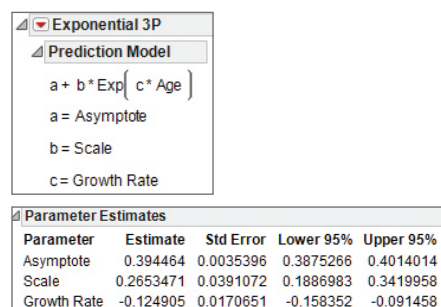 Exponential 3P
Prediction Model
a + b * Exp( c * Age )
a = Asymptote
b = Scale
c = Growth Rate
Parameter Estimates
Parameter Estimate Std Error Lower 95% Upper 95%
Asymptote 0.394464 0.0035396 0.3875266 0.4014014
Scale 0.2653471 0.0391072 0.1886983 0.3419958
Growth Rate -0.124905 0.0170651 -0.158352 -0.091458